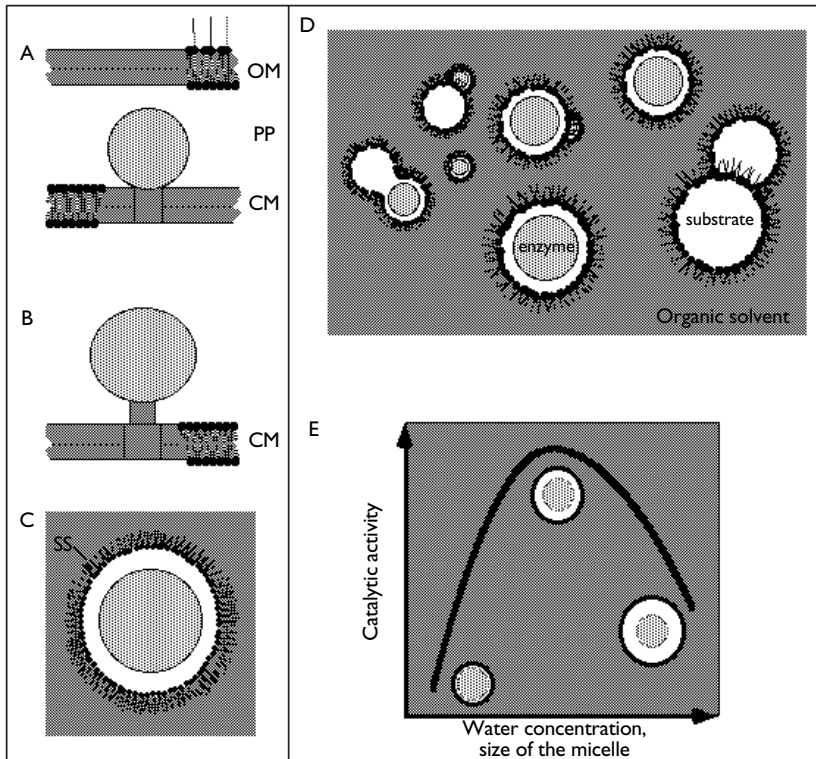 A
OM
PP
CM
B
CM
C
SS
D
enzyme
substrate
Organic solvent
E
Catalytic activity
Water concentration,
size of the micelle